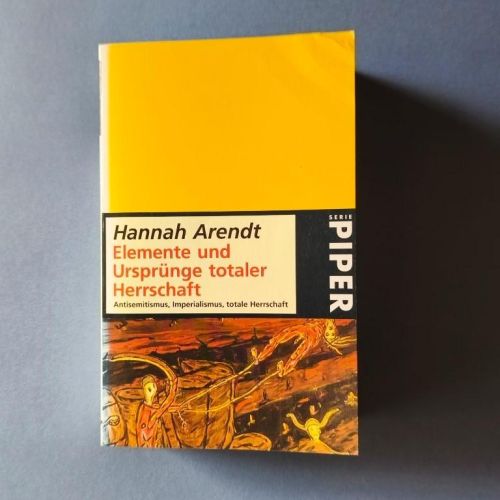 Hannah Arendt
Elemente und
Ursprünge totaler
Herrschaft
Antisemitismus, Imperialismus, totale Herrschaft
SERIE
PIPER